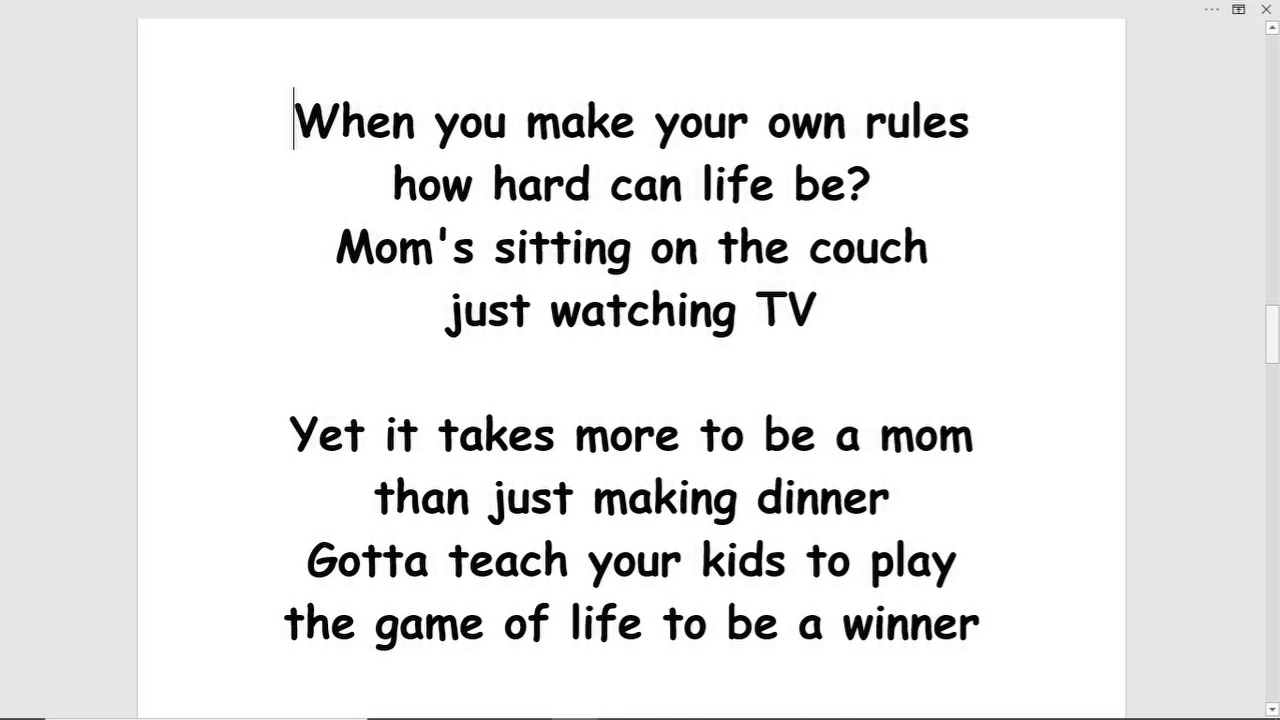 When you make your own rules
how hard can life be?
Mom's sitting on the couch
just watching TV
Yet it takes more to be a mom
than just making dinner
Gotta teach your kids to play
the game of life to be a winner